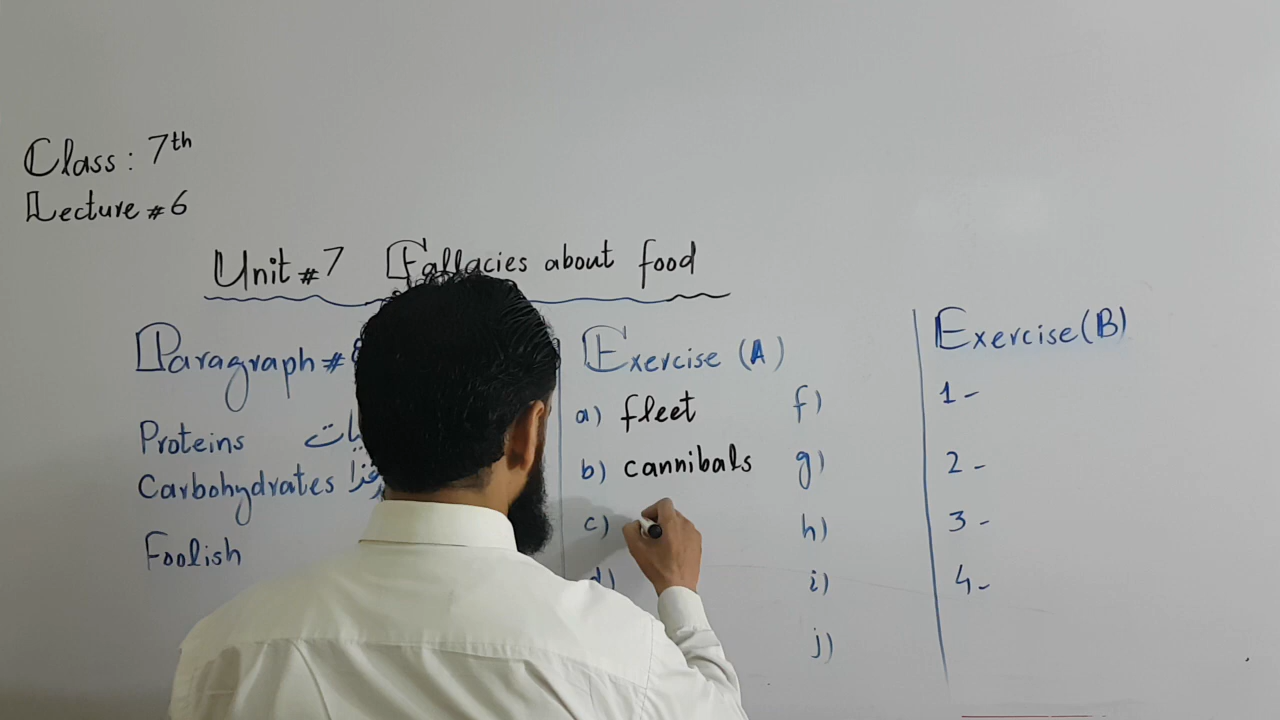 Class: 7th
Lecture # 6
Unit # 7 Fallacies about food
Paragraph #
Proteins
Carbohydrates
Foolish
Exercise (A)
a) fleet
b) cannibals
c)
d)
f)
g)
h)
i)
j)
Exercise (B)
1-
2-
3-
4-